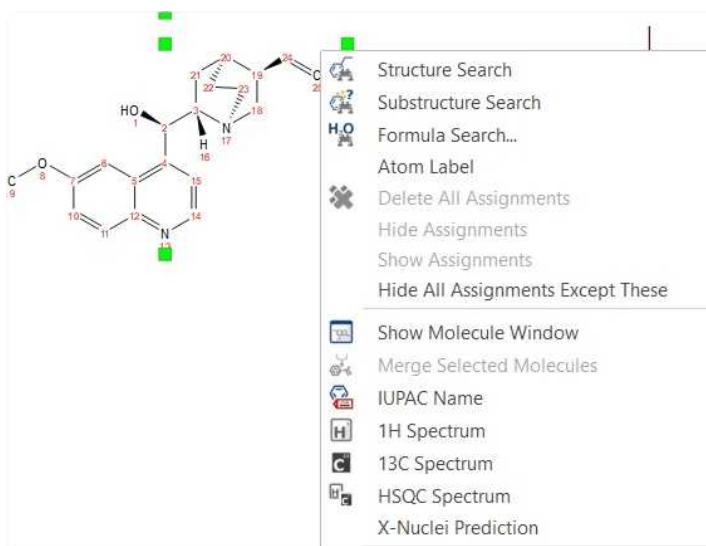 20
24
21
19
25
22
23
HO
3
18
1
2
N
H
17
16
O
4
8
6
15
7
5
C
9
10
12
14
11
N
13
Structure Search
Substructure Search
H₂O
Formula Search...
Atom Label
Delete All Assignments
Hide Assignments
Show Assignments
Hide All Assignments Except These
Show Molecule Window
Merge Selected Molecules
IUPAC Name
H
1H Spectrum
C
13C Spectrum
H C
HSQC Spectrum
X-Nuclei Prediction